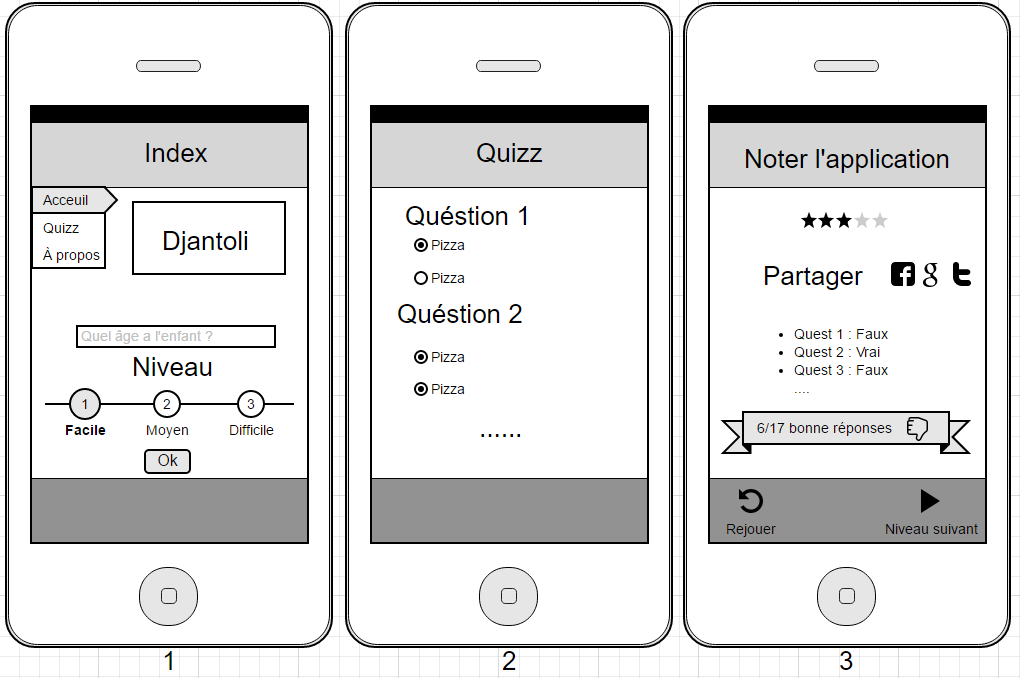 Index
Acceuil
Quizz
À propos
Djantoli
Quel âge a l'enfant ?
Niveau
1 2 3
Facile Moyen Difficile
Ok
1
Quizz
Quéstion 1
Pizza
Pizza
Quéstion 2
Pizza
Pizza
......
2
Noter l'application
Partager
Quest 1 : Faux
Quest 2 : Vrai
Quest 3 : Faux
....
6/17 bonne réponses
Rejouer Niveau suivant
3